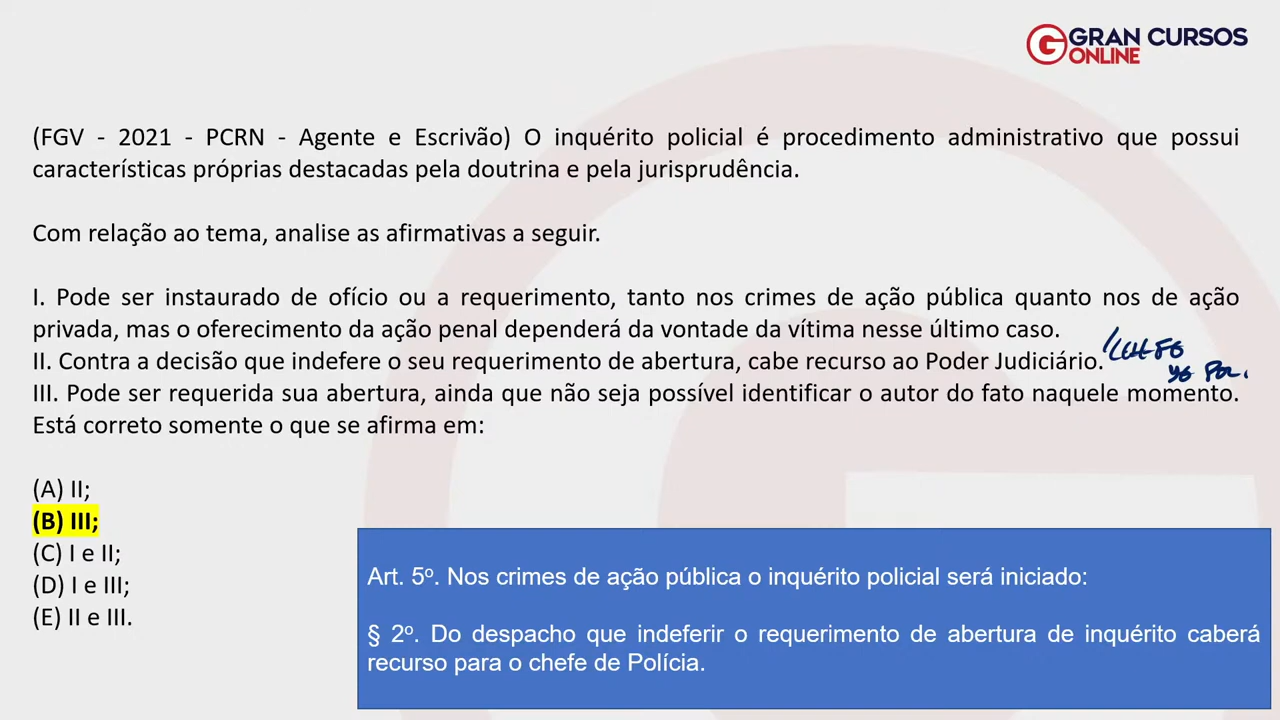 GRAN CURSOS
ONLINE
(FGV - 2021 - PCRN - Agente e Escrivão) O inquérito policial é procedimento administrativo que possui
características próprias destacadas pela doutrina e pela jurisprudência.
Com relação ao tema, analise as afirmativas a seguir.
I. Pode ser instaurado de ofício ou a requerimento, tanto nos crimes de ação pública quanto nos de ação
privada, mas o oferecimento da ação penal dependerá da vontade da vítima nesse último caso.
II. Contra a decisão que indefere o seu requerimento de abertura, cabe recurso ao Poder Judiciário.
III. Pode ser requerida sua abertura, ainda que não seja possível identificar o autor do fato naquele momento.
Está correto somente o que se afirma em:
(A) II;
(B) III;
(C) I e II;
(D) I e III;
(E) II e III.
Art. 5º. Nos crimes de ação pública o inquérito policial será iniciado:
§ 2º. Do despacho que indeferir o requerimento de abertura de inquérito caberá
recurso para o chefe de Polícia.